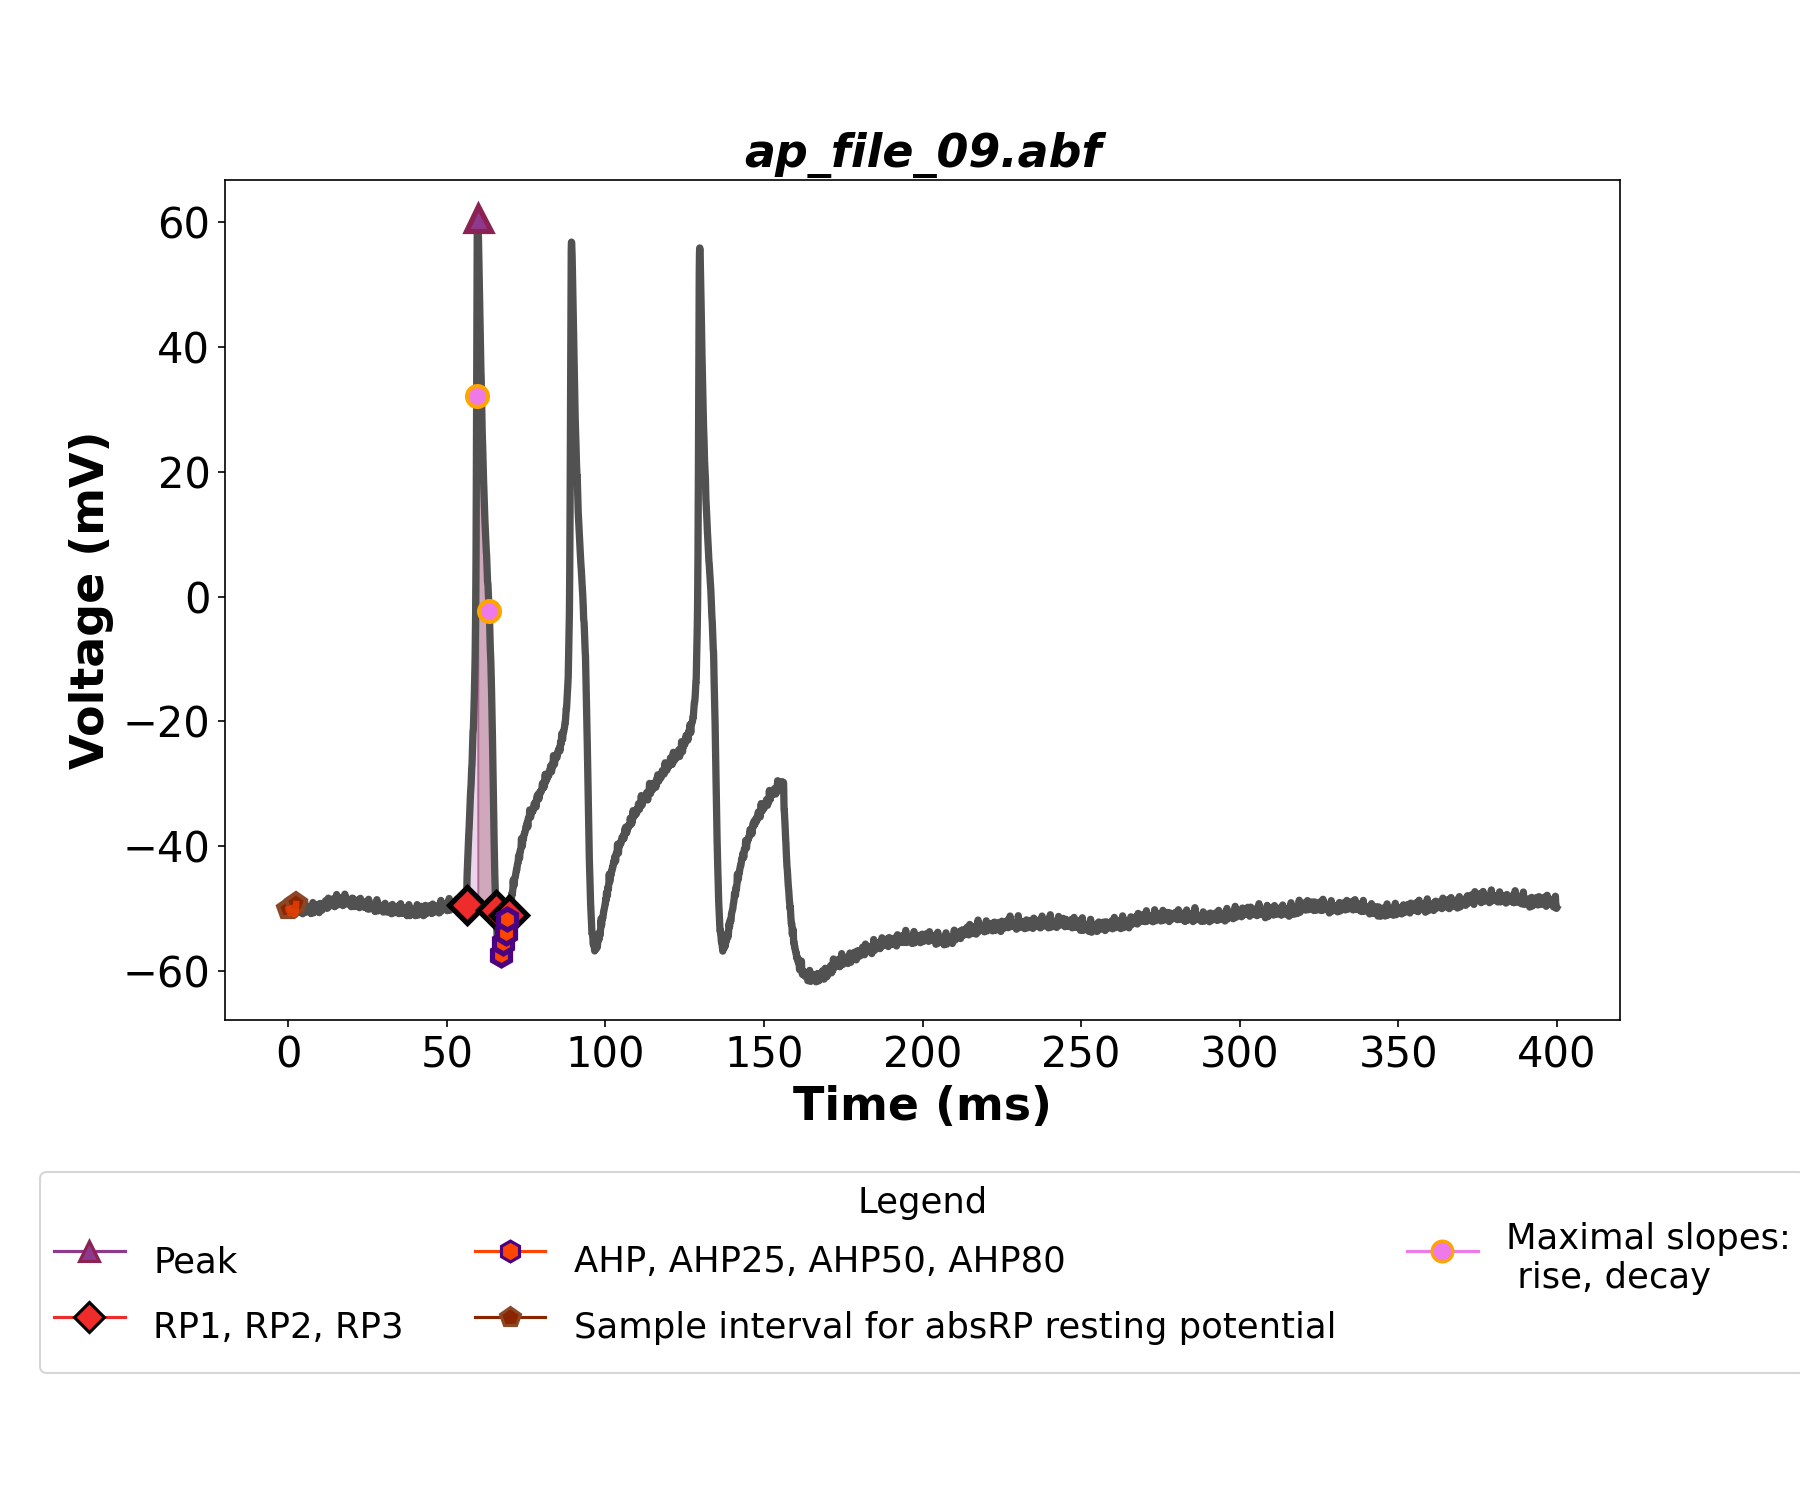 ap_file_09.abf
Voltage (mV)
60
40
20
0
−20
−40
−60
0 50 100 150 200 250 300 350 400
Time (ms)
Legend
Peak
RP1, RP2, RP3
AHP, AHP25, AHP50, AHP80
Sample interval for absRP resting potential
Maximal slopes:
rise, decay